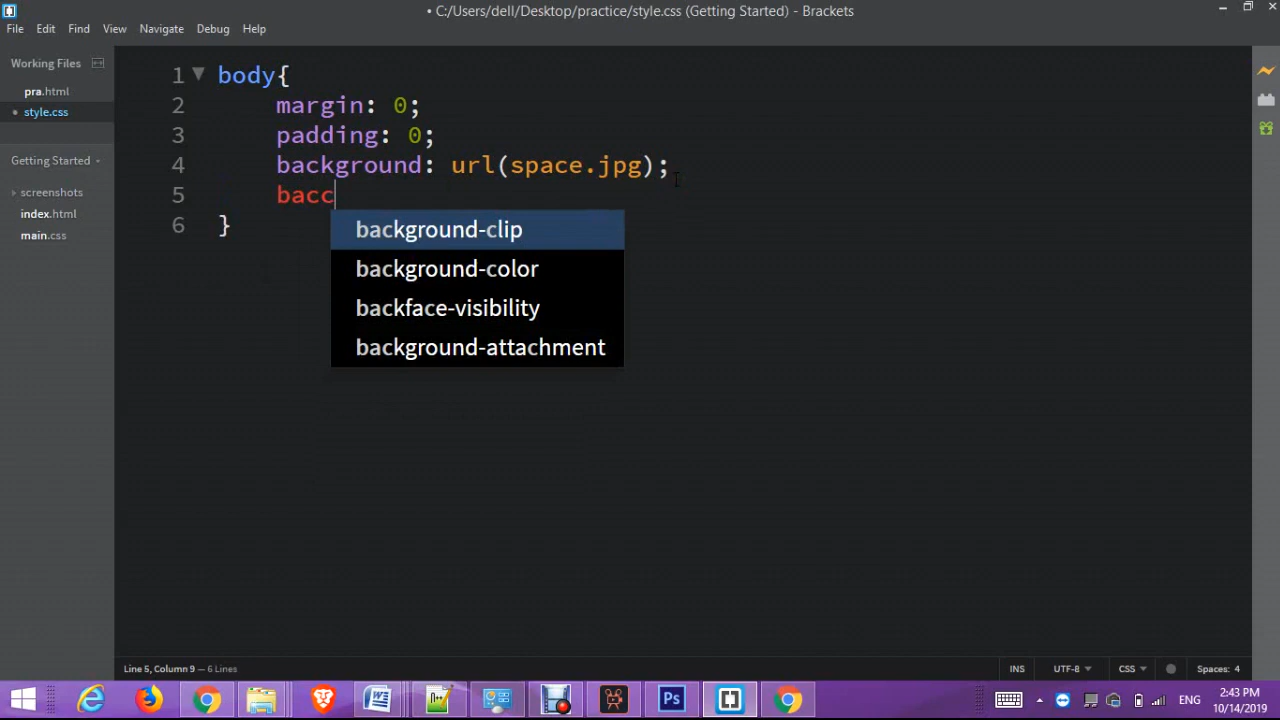 • C:/Users/dell/Desktop/practice/style.css (Getting Started) - Brackets
File Edit Find View Navigate Debug Help
Working Files
pra.html
• style.css
Getting Started
screenshots
index.html
main.css
1 body{
2 margin: 0;
3 padding: 0;
4 background: url(space.jpg);
5 bacc
6 }
background-clip
background-color
backface-visibility
background-attachment
Line 5, Column 9 — 6 Lines
INS UTF-8 CSS Spaces: 4
W
Ps
ENG
2:43 PM
10/14/2019